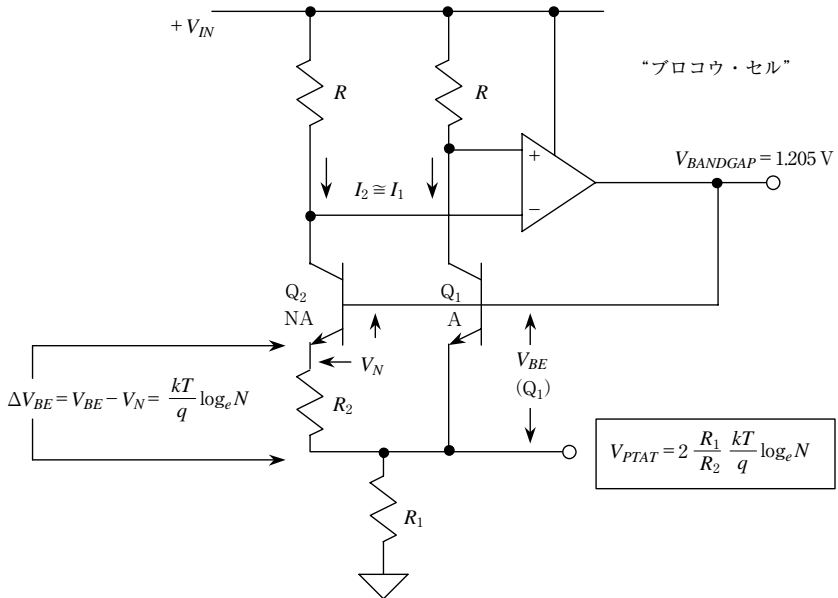 +V_IN
"ブロコウ・セル"
R
R
V_BANDGAP = 1.205 V
+
−
I_2 ≅ I_1
Q_2
NA
Q_1
A
V_N
V_BE
(Q_1)
ΔV_BE = V_BE − V_N = kT/q log_e N
R_2
V_PTAT = 2 R_1/R_2 kT/q log_e N
R_1